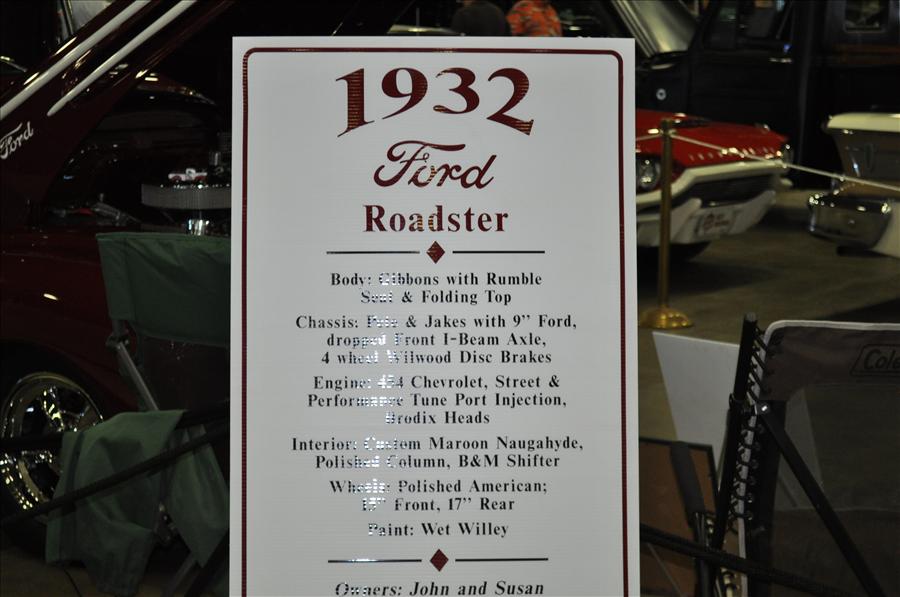 1932
Ford
Roadster
Body: Gibbons with Rumble
Seat & Folding Top
Chassis: Pete & Jakes with 9” Ford,
dropped Front I-Beam Axle,
4 wheel Wilwood Disc Brakes
Engine: 454 Chevrolet, Street &
Performance Tune Port Injection,
Brodix Heads
Interior: Custom Maroon Naugahyde,
Polished Column, B&M Shifter
Wheels: Polished American;
Front, 17” Rear
Paint: Wet Willey
Owners: John and Susan
Ford